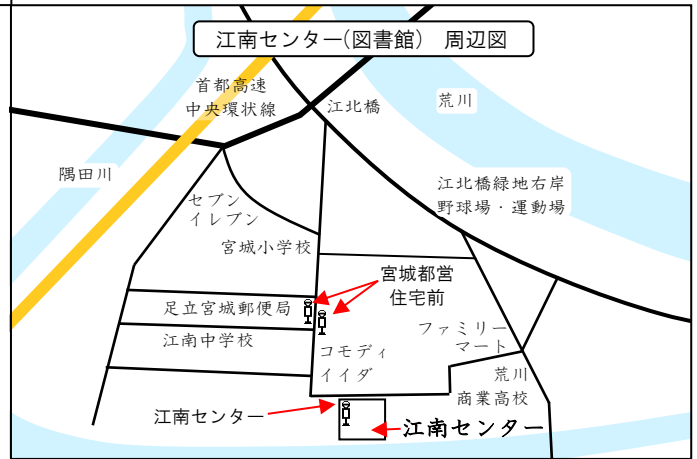 江南センター(図書館) 周辺図
首都高速
中央環状線
江北橋
荒川
隅田川
江北橋緑地右岸
野球場・運動場
セブン
イレブン
宮城小学校
宮城都営
住宅前
足立宮城郵便局
江南中学校
コモディ
イイダ
ファミリー
マート
荒川
商業高校
江南センター
江南センター